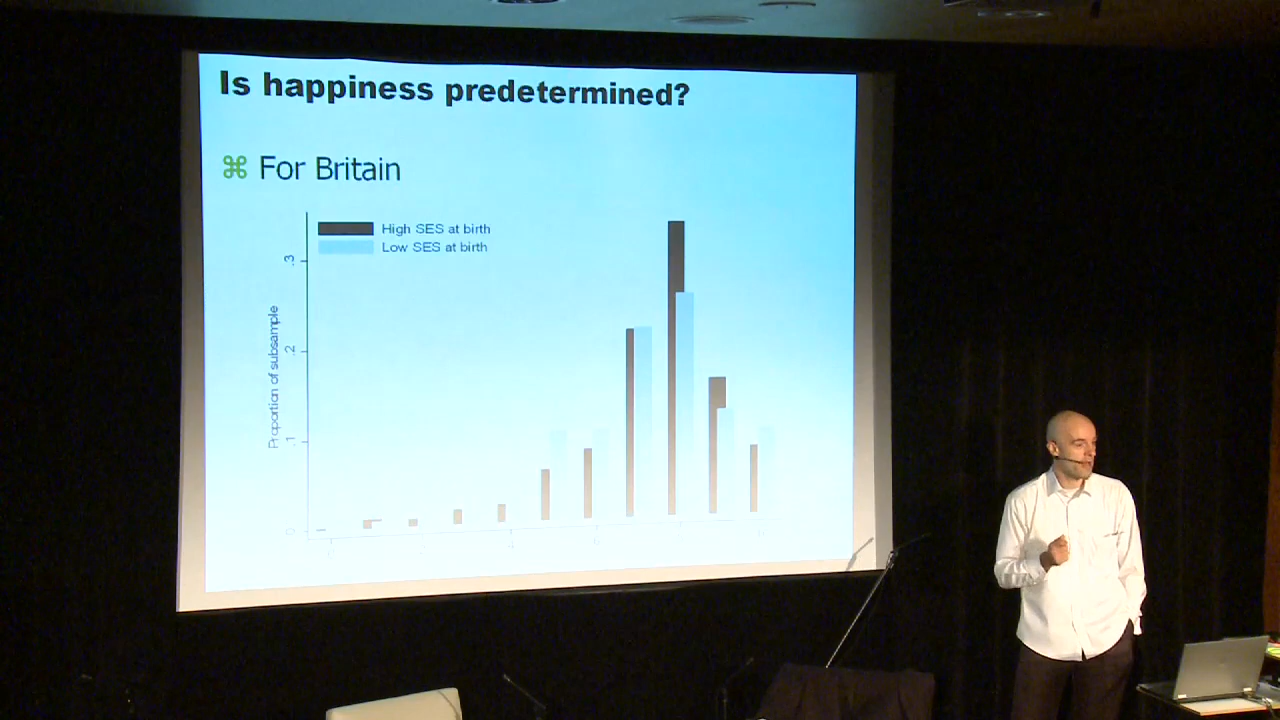 Is happiness predetermined?
⌘ For Britain
High SES at birth
Low SES at birth
Proportion of subsample
.3
.2
.1
0